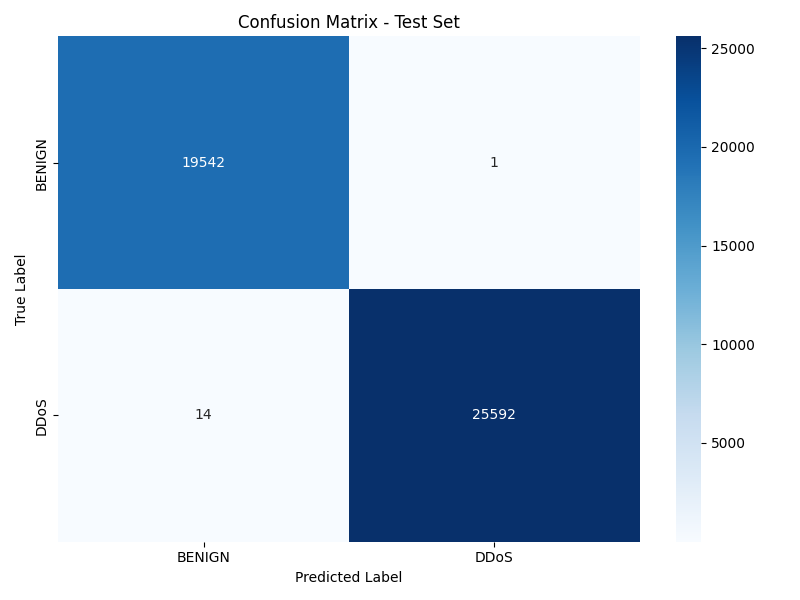 Confusion Matrix - Test Set
True Label
BENIGN
DDoS
19542
1
14
25592
BENIGN
DDoS
Predicted Label
25000
20000
15000
10000
5000